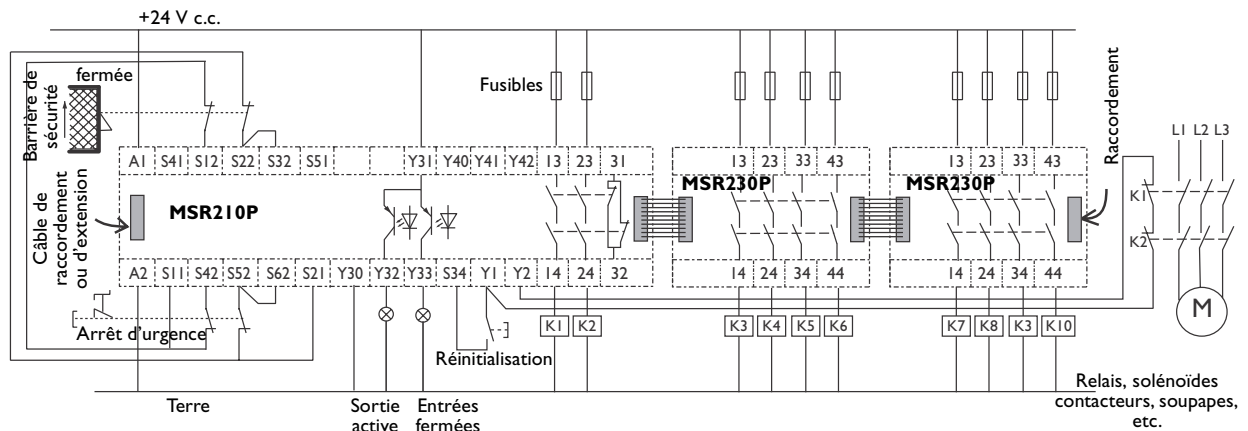 +24 V c.c.
fermée
Barrière de
sécurité
Fusibles
Raccordement
L1 L2 L3
A1 S41 S12 S22 S32 S51 Y31 Y40 Y41 Y42 13 23 31
13 23 33 43
13 23 33 43
MSR210P
MSR230P
MSR230P
K1
K2
Câble de
raccordement
ou d'extension
A2 S11 S42 S52 S62 S21 Y30 Y32 Y33 S34 Y1 Y2 14 24 32
14 24 34 44
14 24 34 44
M
Arrêt d'urgence
K1 K2
K3 K4 K5 K6
K7 K8 K3 K10
Réinitialisation
Terre
Sortie
active
Entrées
fermées
Relais, solénoïdes
contacteurs, soupapes,
etc.